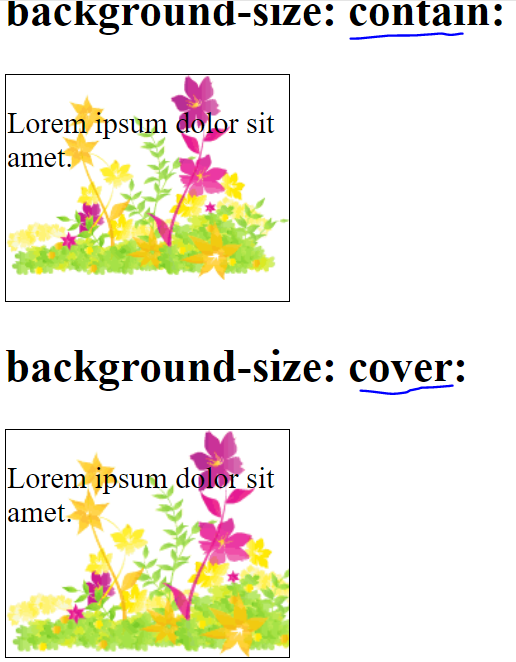 background-size: contain:
Lorem ipsum dolor sit
amet.
background-size: cover:
Lorem ipsum dolor sit
amet.